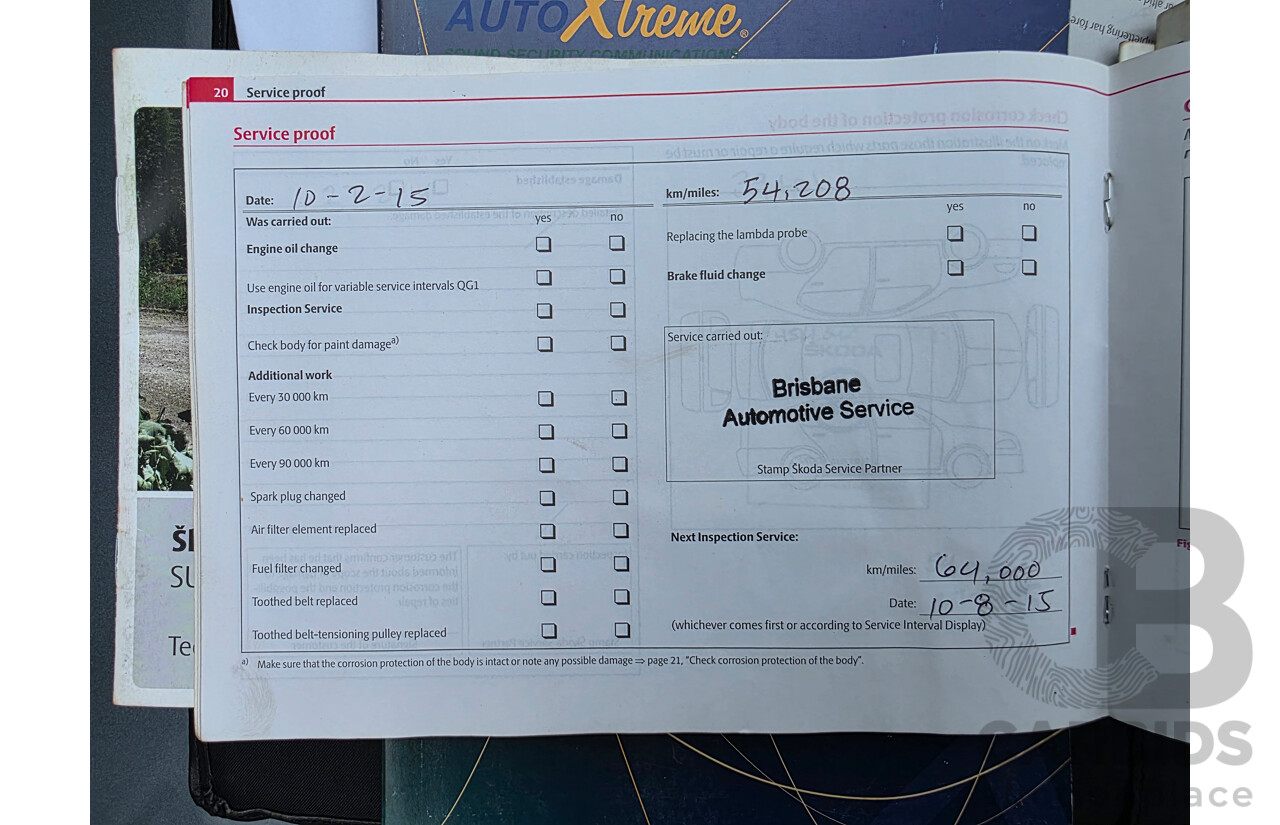 AUTOXtreme®
SOUND SECURITY COMMUNICATIONS
20 Service proof
Service proof
Date: 10-2-15
km/miles: 54,208
Was carried out: yes no
Engine oil change
Use engine oil for variable service intervals QG1
Inspection Service
Check body for paint damage a)
Additional work
Every 30 000 km
Every 60 000 km
Every 90 000 km
Spark plug changed
Air filter element replaced
Fuel filter changed
Toothed belt replaced
Toothed belt-tensioning pulley replaced
yes no
Replacing the lambda probe
Brake fluid change
Service carried out:
Brisbane
Automotive Service
Stamp Škoda Service Partner
Next Inspection Service:
km/miles: 64,000
Date: 10-8-15
(whichever comes first or according to Service Interval Display)
a) Make sure that the corrosion protection of the body is intact or note any possible damage ⇒ page 21, "Check corrosion protection of the body".
CARBIDS